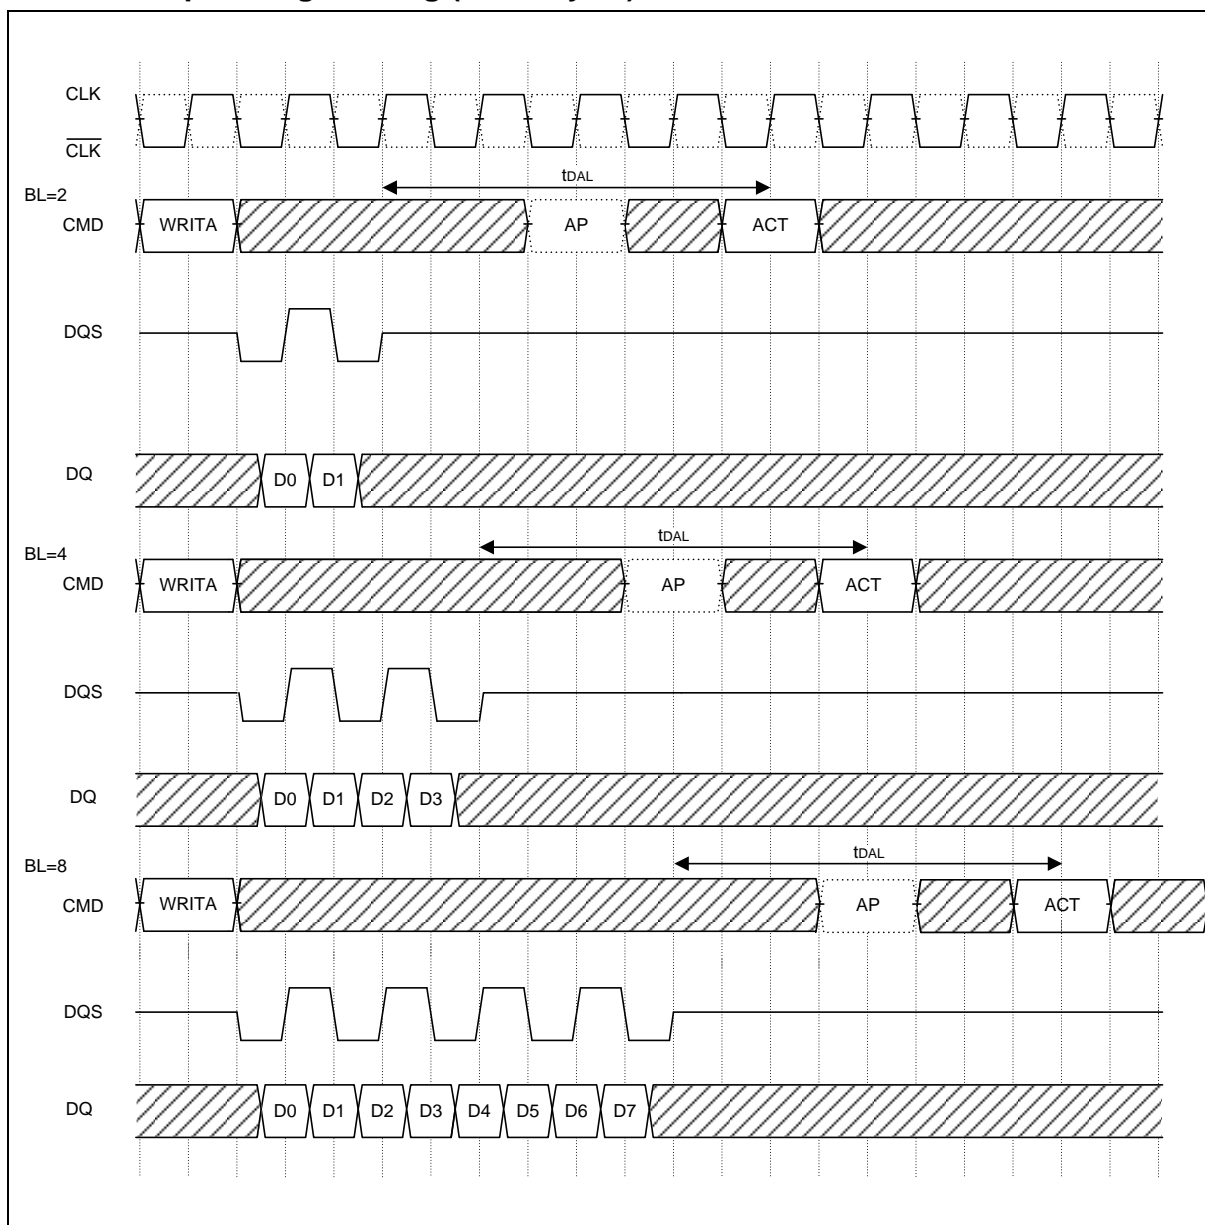 CLK
CLK
tDAL
BL=2
CMD WRITA AP ACT
DQS
DQ D0 D1
tDAL
BL=4
CMD WRITA AP ACT
DQS
DQ D0 D1 D2 D3
tDAL
BL=8
CMD WRITA AP ACT
DQS
DQ D0 D1 D2 D3 D4 D5 D6 D7